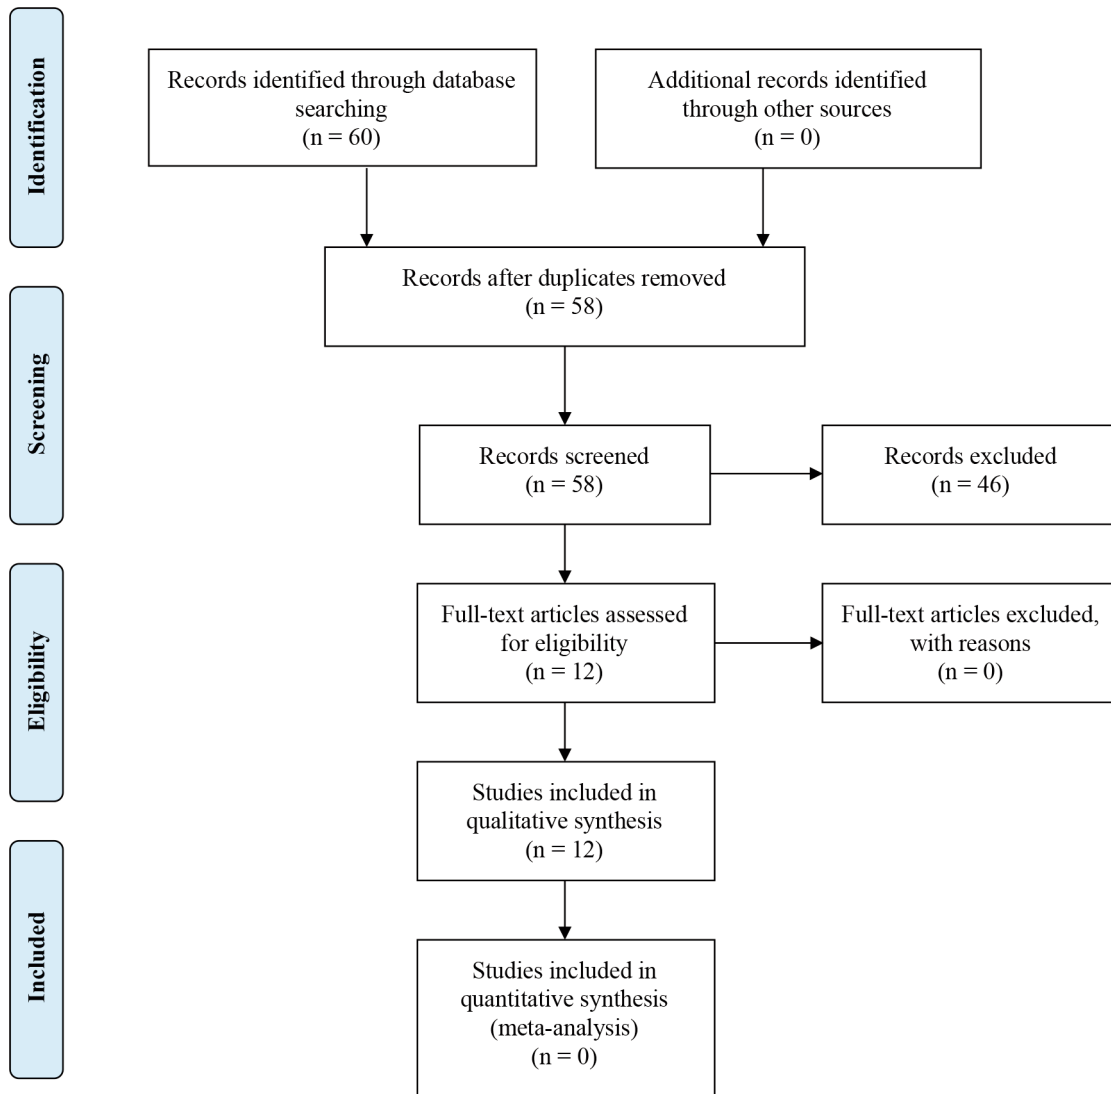 Identification
Records identified through database
searching
(n = 60)
Additional records identified
through other sources
(n = 0)
Records after duplicates removed
(n = 58)
Screening
Records screened
(n = 58)
Records excluded
(n = 46)
Eligibility
Full-text articles assessed
for eligibility
(n = 12)
Full-text articles excluded,
with reasons
(n = 0)
Studies included in
qualitative synthesis
(n = 12)
Included
Studies included in
quantitative synthesis
(meta-analysis)
(n = 0)